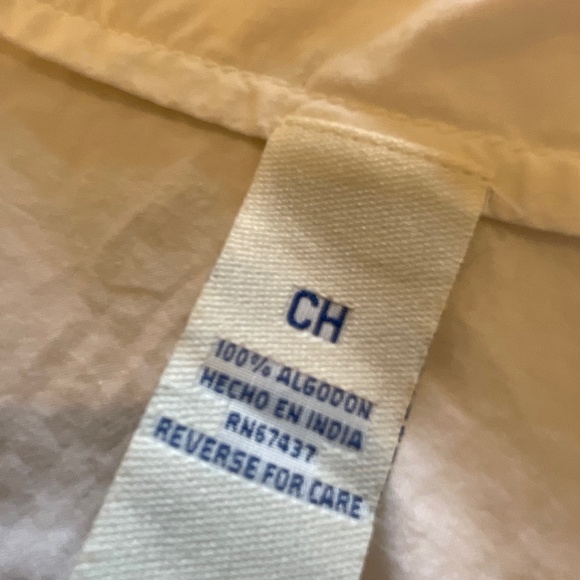 CH
100% ALGODON
HECHO EN INDIA
RN67437
REVERSE FOR CARE